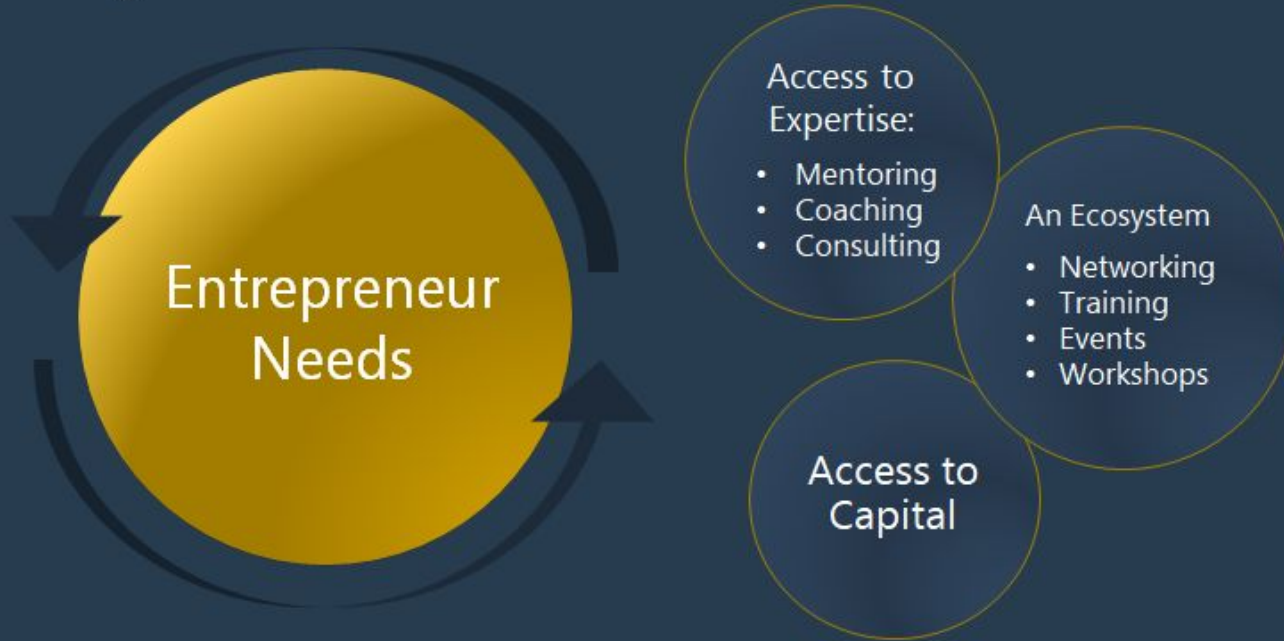 Entrepreneur
Needs
Access to
Expertise:
• Mentoring
• Coaching
• Consulting
An Ecosystem
• Networking
• Training
• Events
• Workshops
Access to
Capital